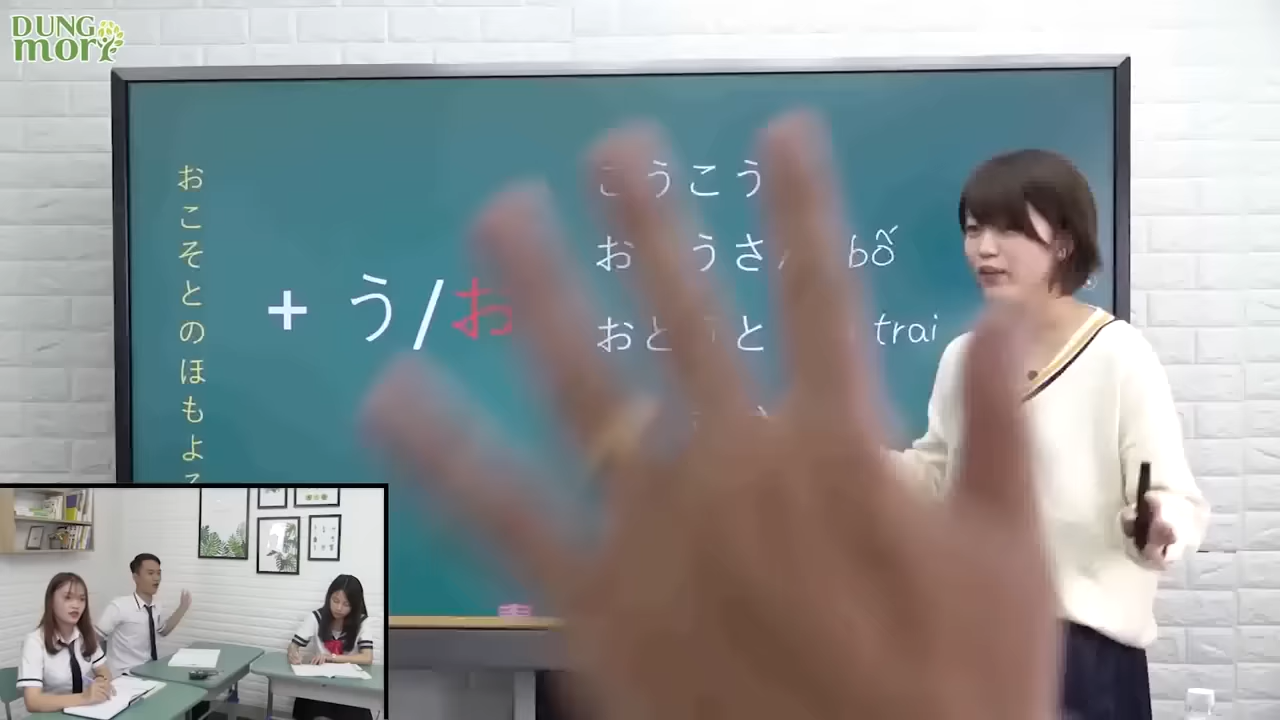 DUNG
mori
おこそとのほもよ
+ う/お
こうこう
お うさ bố
おと と trai